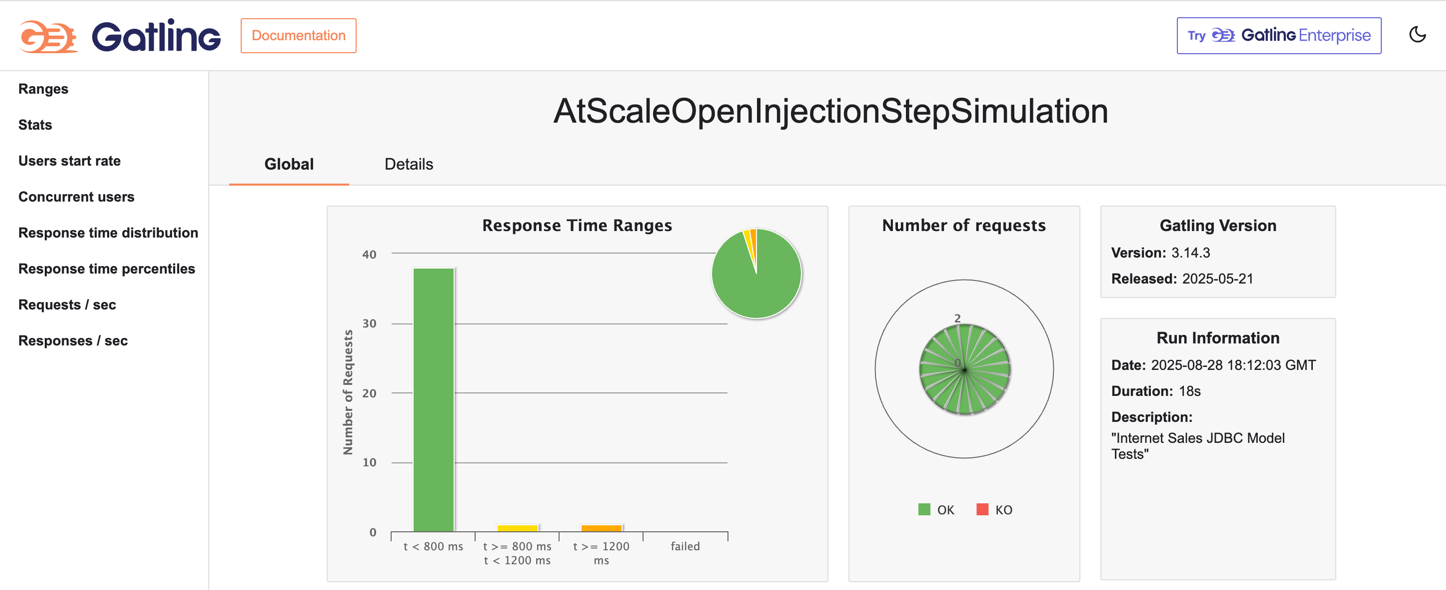 Gatling
Documentation
Try Gatling Enterprise
Ranges
Stats
Users start rate
Concurrent users
Response time distribution
Response time percentiles
Requests / sec
Responses / sec
AtScaleOpenInjectionStepSimulation
Global
Details
Response Time Ranges
Number of Requests
40
30
20
10
0
t < 800 ms
t >= 800 ms
t < 1200 ms
t >= 1200
ms
failed
Number of requests
2
0
OK
KO
Gatling Version
Version: 3.14.3
Released: 2025-05-21
Run Information
Date: 2025-08-28 18:12:03 GMT
Duration: 18s
Description:
"Internet Sales JDBC Model
Tests"